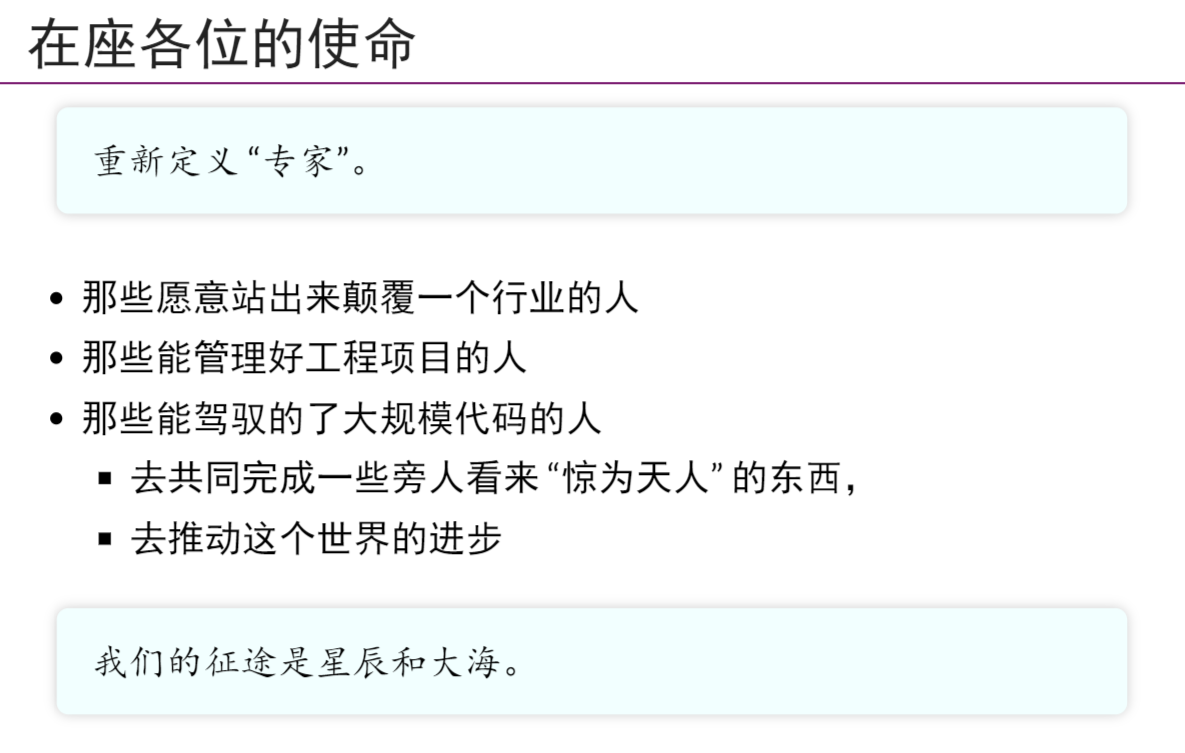 在座各位的使命
重新定义“专家”。
• 那些愿意站出来颠覆一个行业的人
• 那些能管理好工程项目的人
• 那些能驾驭的了大规模代码的人
▪ 去共同完成一些旁人看来“惊为天人”的东西，
▪ 去推动这个世界的进步
我们的征途是星辰和大海。